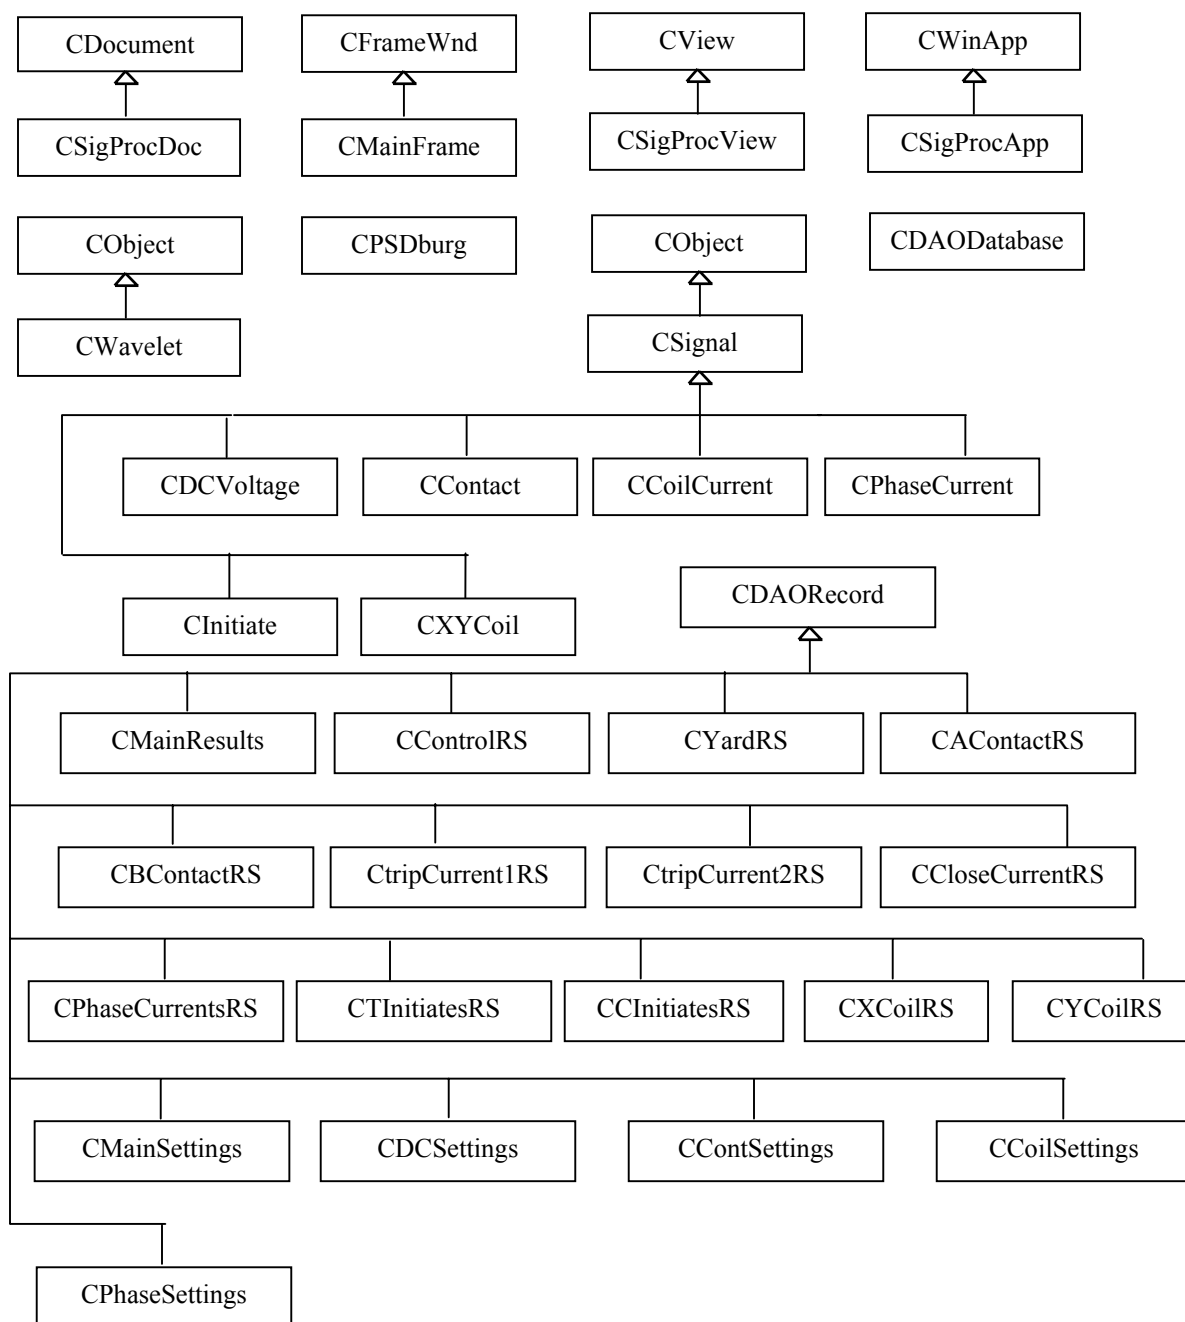 CDocument
CFrameWnd
CView
CWinApp
CSigProcDoc
CMainFrame
CSigProcView
CSigProcApp
CObject
CPSDburg
CObject
CDAODatabase
CWavelet
CSignal
CDCVoltage
CContact
CCoilCurrent
CPhaseCurrent
CInitiate
CXYCoil
CDAORecord
CMainResults
CControlRS
CYardRS
CAContactRS
CBContactRS
CtripCurrent1RS
CtripCurrent2RS
CCloseCurrentRS
CPhaseCurrentsRS
CTInitiatesRS
CCInitiatesRS
CXCoilRS
CYCoilRS
CMainSettings
CDCSettings
CContSettings
CCoilSettings
CPhaseSettings